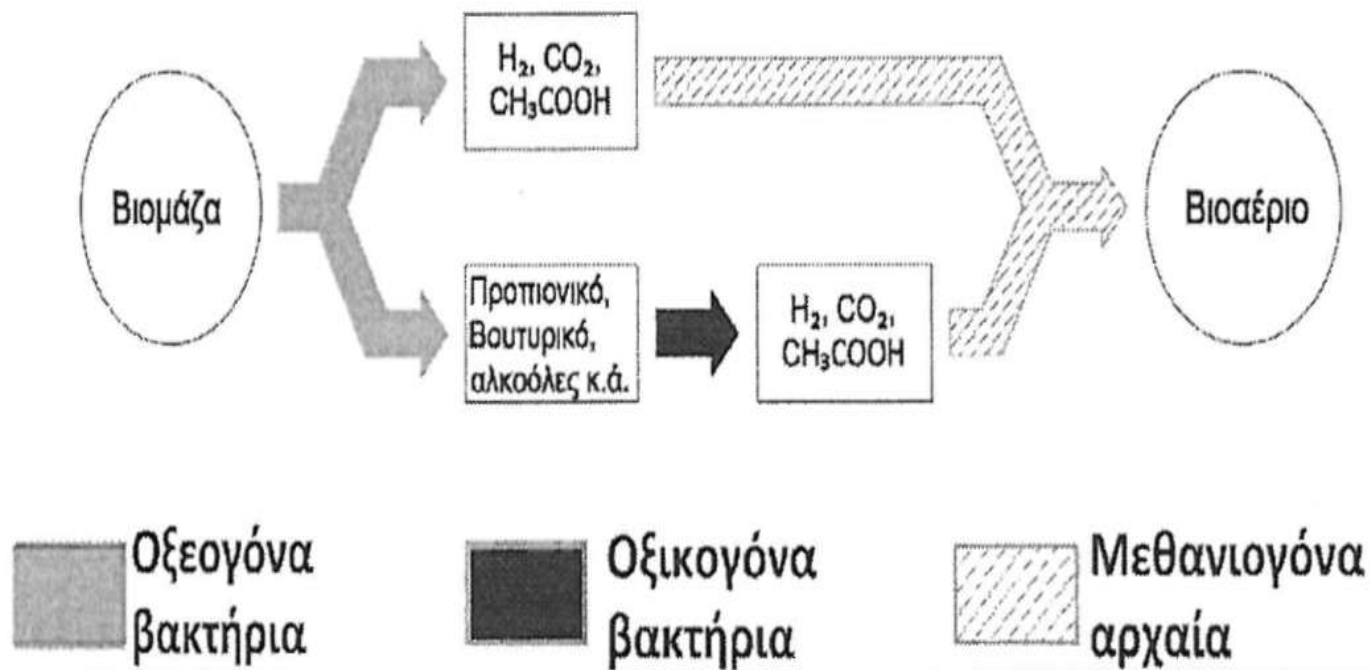 Βιομάζα
H₂, CO₂,
CH₃COOH
Προπιονικό,
Βουτυρικό,
αλκοόλες κ.ά.
H₂, CO₂,
CH₃COOH
Βιοαέριο
Οξεογόνα
βακτήρια
Οξικογόνα
βακτήρια
Μεθανιογόνα
αρχαία